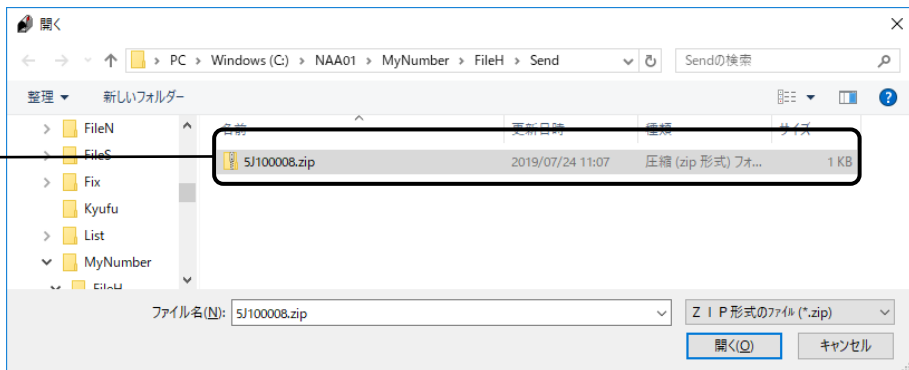 開く
PC › Windows (C:) › NAA01 › MyNumber › FileH › Send
Sendの検索
整理 新しいフォルダー
FileN
FileS
Fix
Kyufu
List
MyNumber
FileH
名前 更新日時 種類 サイズ
5J100008.zip 2019/07/24 11:07 圧縮 (zip 形式) フォ... 1 KB
ファイル名(N): 5J100008.zip
ＺＩＰ形式のﾌｧｲﾙ (*.zip)
開く(O) キャンセル